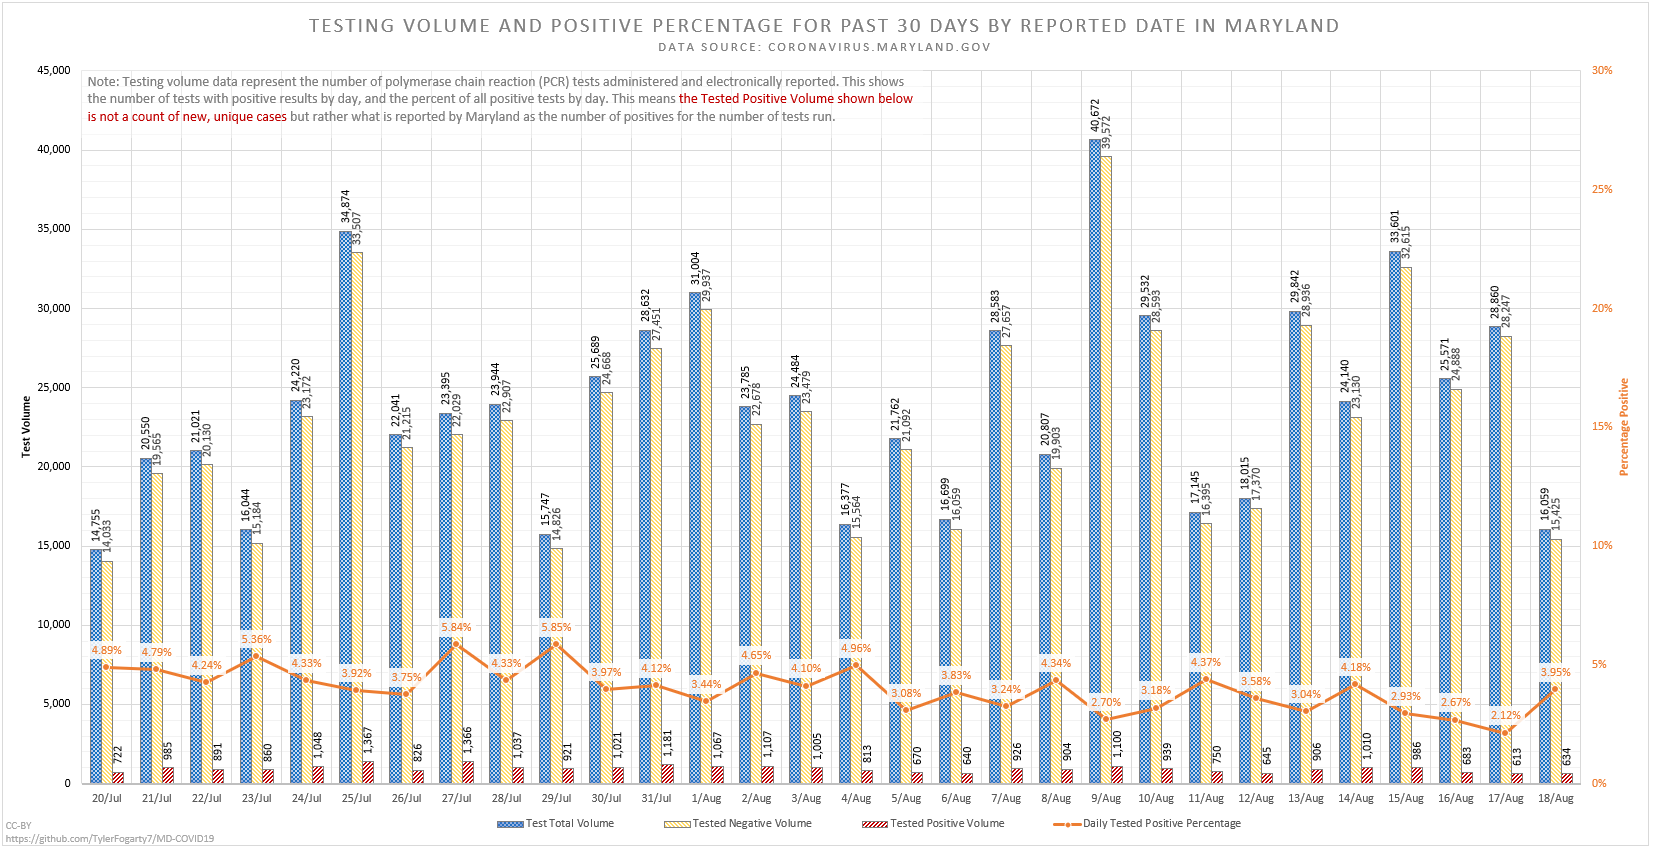 TESTING VOLUME AND POSITIVE PERCENTAGE FOR PAST 30 DAYS BY REPORTED DATE IN MARYLAND
DATA SOURCE: CORONAVIRUS.MARYLAND.GOV
Note: Testing volume data represent the number of polymerase chain reaction (PCR) tests administered and electronically reported. This shows
the number of tests with positive results by day, and the percent of all positive tests by day. This means the Tested Positive Volume shown below
is not a count of new, unique cases but rather what is reported by Maryland as the number of positives for the number of tests run.
Test Volume
45,000
40,000
35,000
30,000
25,000
20,000
15,000
10,000
5,000
0
Percentage Positive
30%
25%
20%
15%
10%
5%
0%
14,755 14,033 4.89% 722
20,550 19,565 4.79% 985
21,021 20,130 4.24% 891
16,044 15,184 5.36% 860
24,220 23,172 4.33% 1,048
34,874 33,507 3.92% 1,367
22,041 21,215 3.75% 826
23,395 22,029 5.84% 1,366
23,944 22,907 4.33% 1,037
15,747 14,826 5.85% 921
25,689 24,668 3.97% 1,021
28,632 27,451 4.12% 1,181
31,004 29,937 3.44% 1,067
23,785 22,678 4.65% 1,107
24,484 23,479 4.10% 1,005
16,377 15,564 4.96% 813
21,762 21,092 3.08% 670
16,699 16,059 3.83% 640
28,583 27,657 3.24% 926
20,807 19,903 4.34% 904
40,672 39,572 2.70% 1,100
29,532 28,593 3.18% 939
17,145 16,395 4.37% 750
18,015 17,370 3.58% 645
29,842 28,936 3.04% 906
24,140 23,130 4.18% 1,010
33,601 32,615 2.93% 986
25,571 24,888 2.67% 683
28,860 28,247 2.12% 613
16,059 15,425 3.95% 634
20/Jul 21/Jul 22/Jul 23/Jul 24/Jul 25/Jul 26/Jul 27/Jul 28/Jul 29/Jul 30/Jul 31/Jul 1/Aug 2/Aug 3/Aug 4/Aug 5/Aug 6/Aug 7/Aug 8/Aug 9/Aug 10/Aug 11/Aug 12/Aug 13/Aug 14/Aug 15/Aug 16/Aug 17/Aug 18/Aug
Test Total Volume Tested Negative Volume Tested Positive Volume Daily Tested Positive Percentage
CC-BY
https://github.com/TylerFogarty7/MD-COVID19